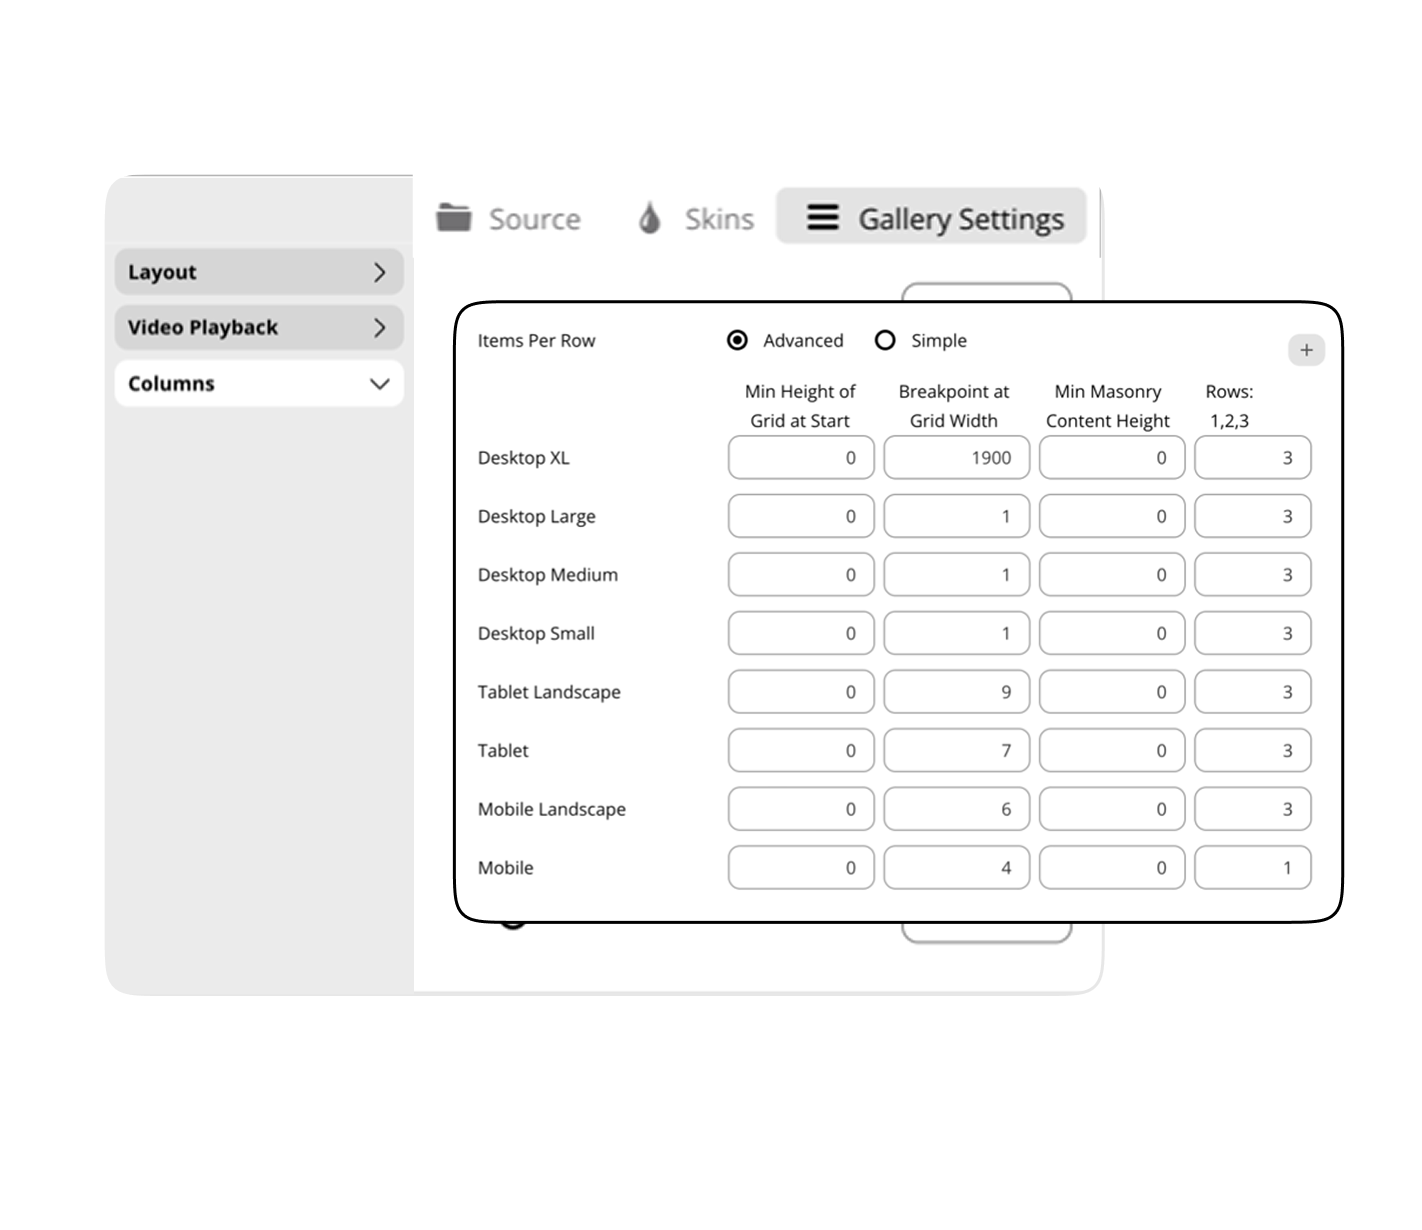 Source Skins Gallery Settings
Layout
Video Playback
Columns
Items Per Row Advanced Simple +
Min Height of Grid at Start Breakpoint at Grid Width Min Masonry Content Height Rows: 1,2,3
Desktop XL 0 1900 0 3
Desktop Large 0 1 0 3
Desktop Medium 0 1 0 3
Desktop Small 0 1 0 3
Tablet Landscape 0 9 0 3
Tablet 0 7 0 3
Mobile Landscape 0 6 0 3
Mobile 0 4 0 1